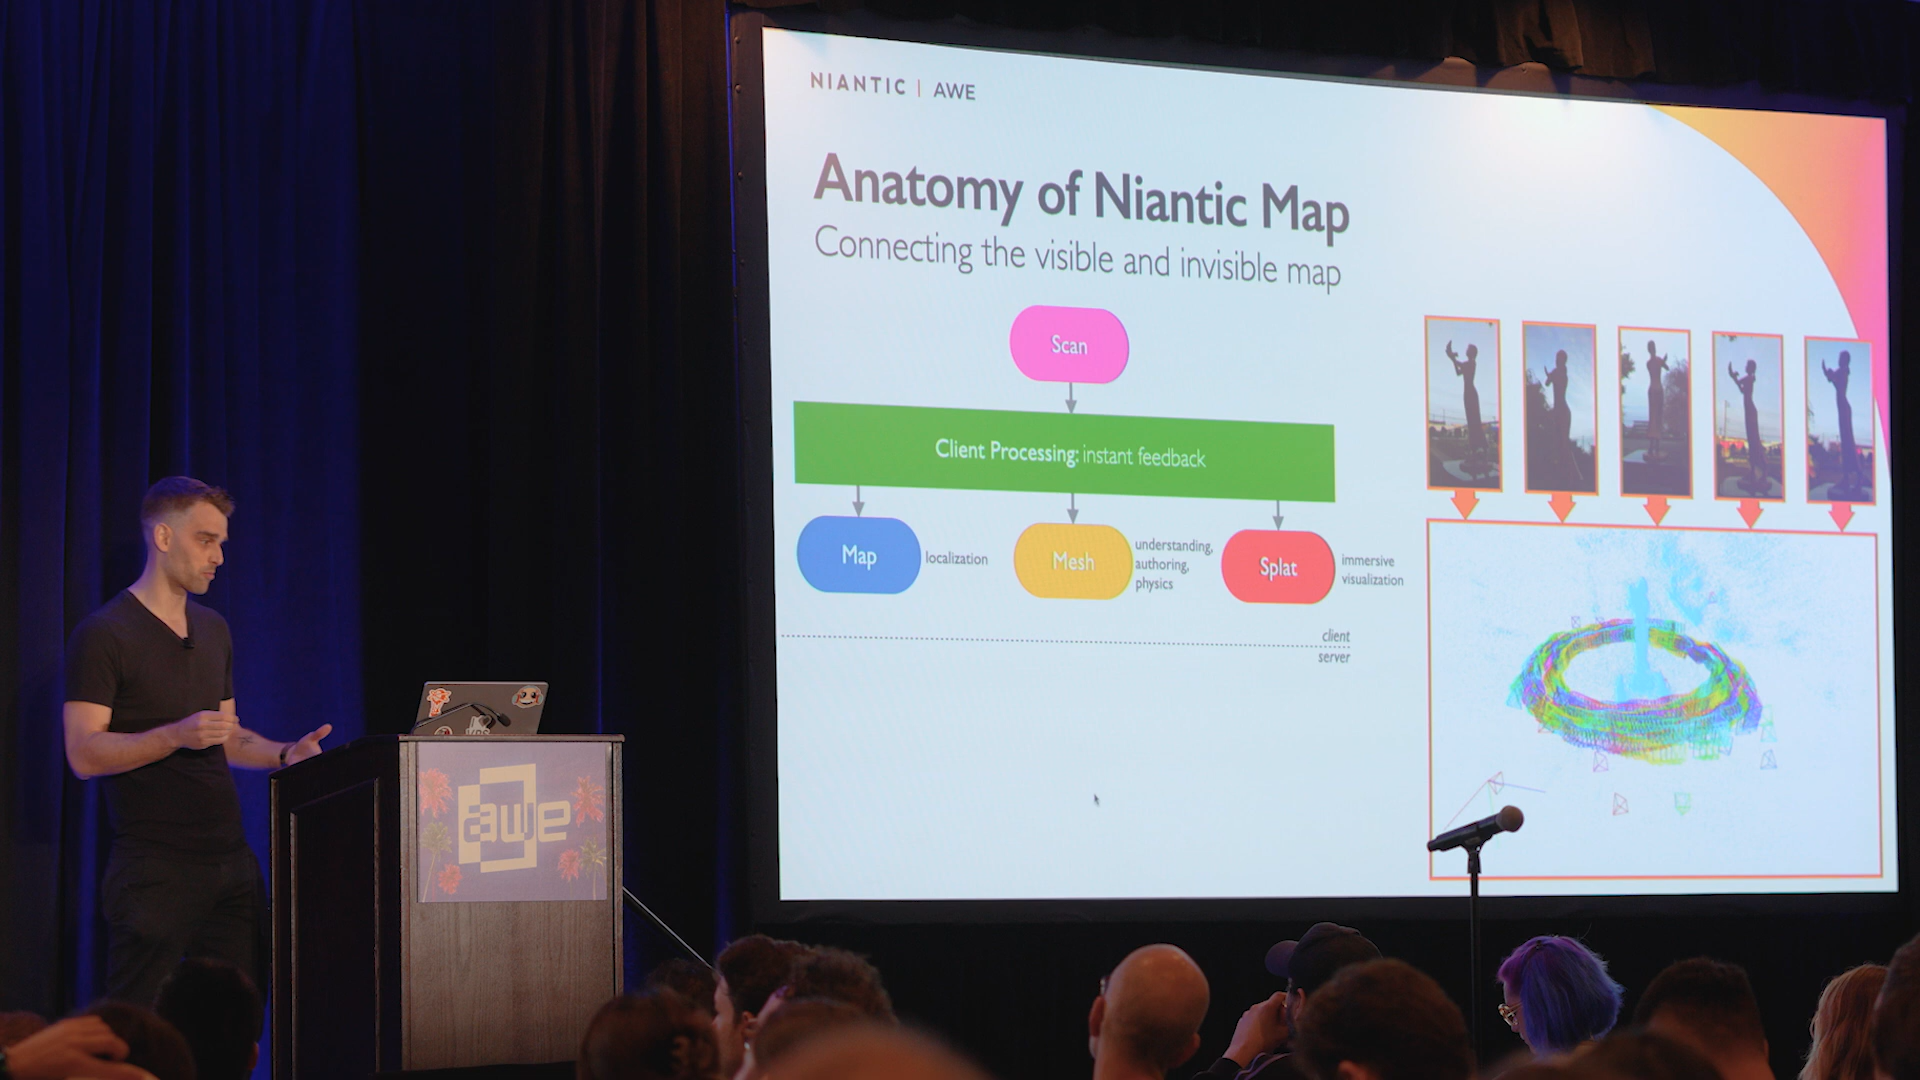 NIANTIC | AWE
Anatomy of Niantic Map
Connecting the visible and invisible map
Scan
Client Processing: instant feedback
Map
localization
Mesh
understanding,
authoring,
physics
Splat
immersive
visualization
client
server
awe